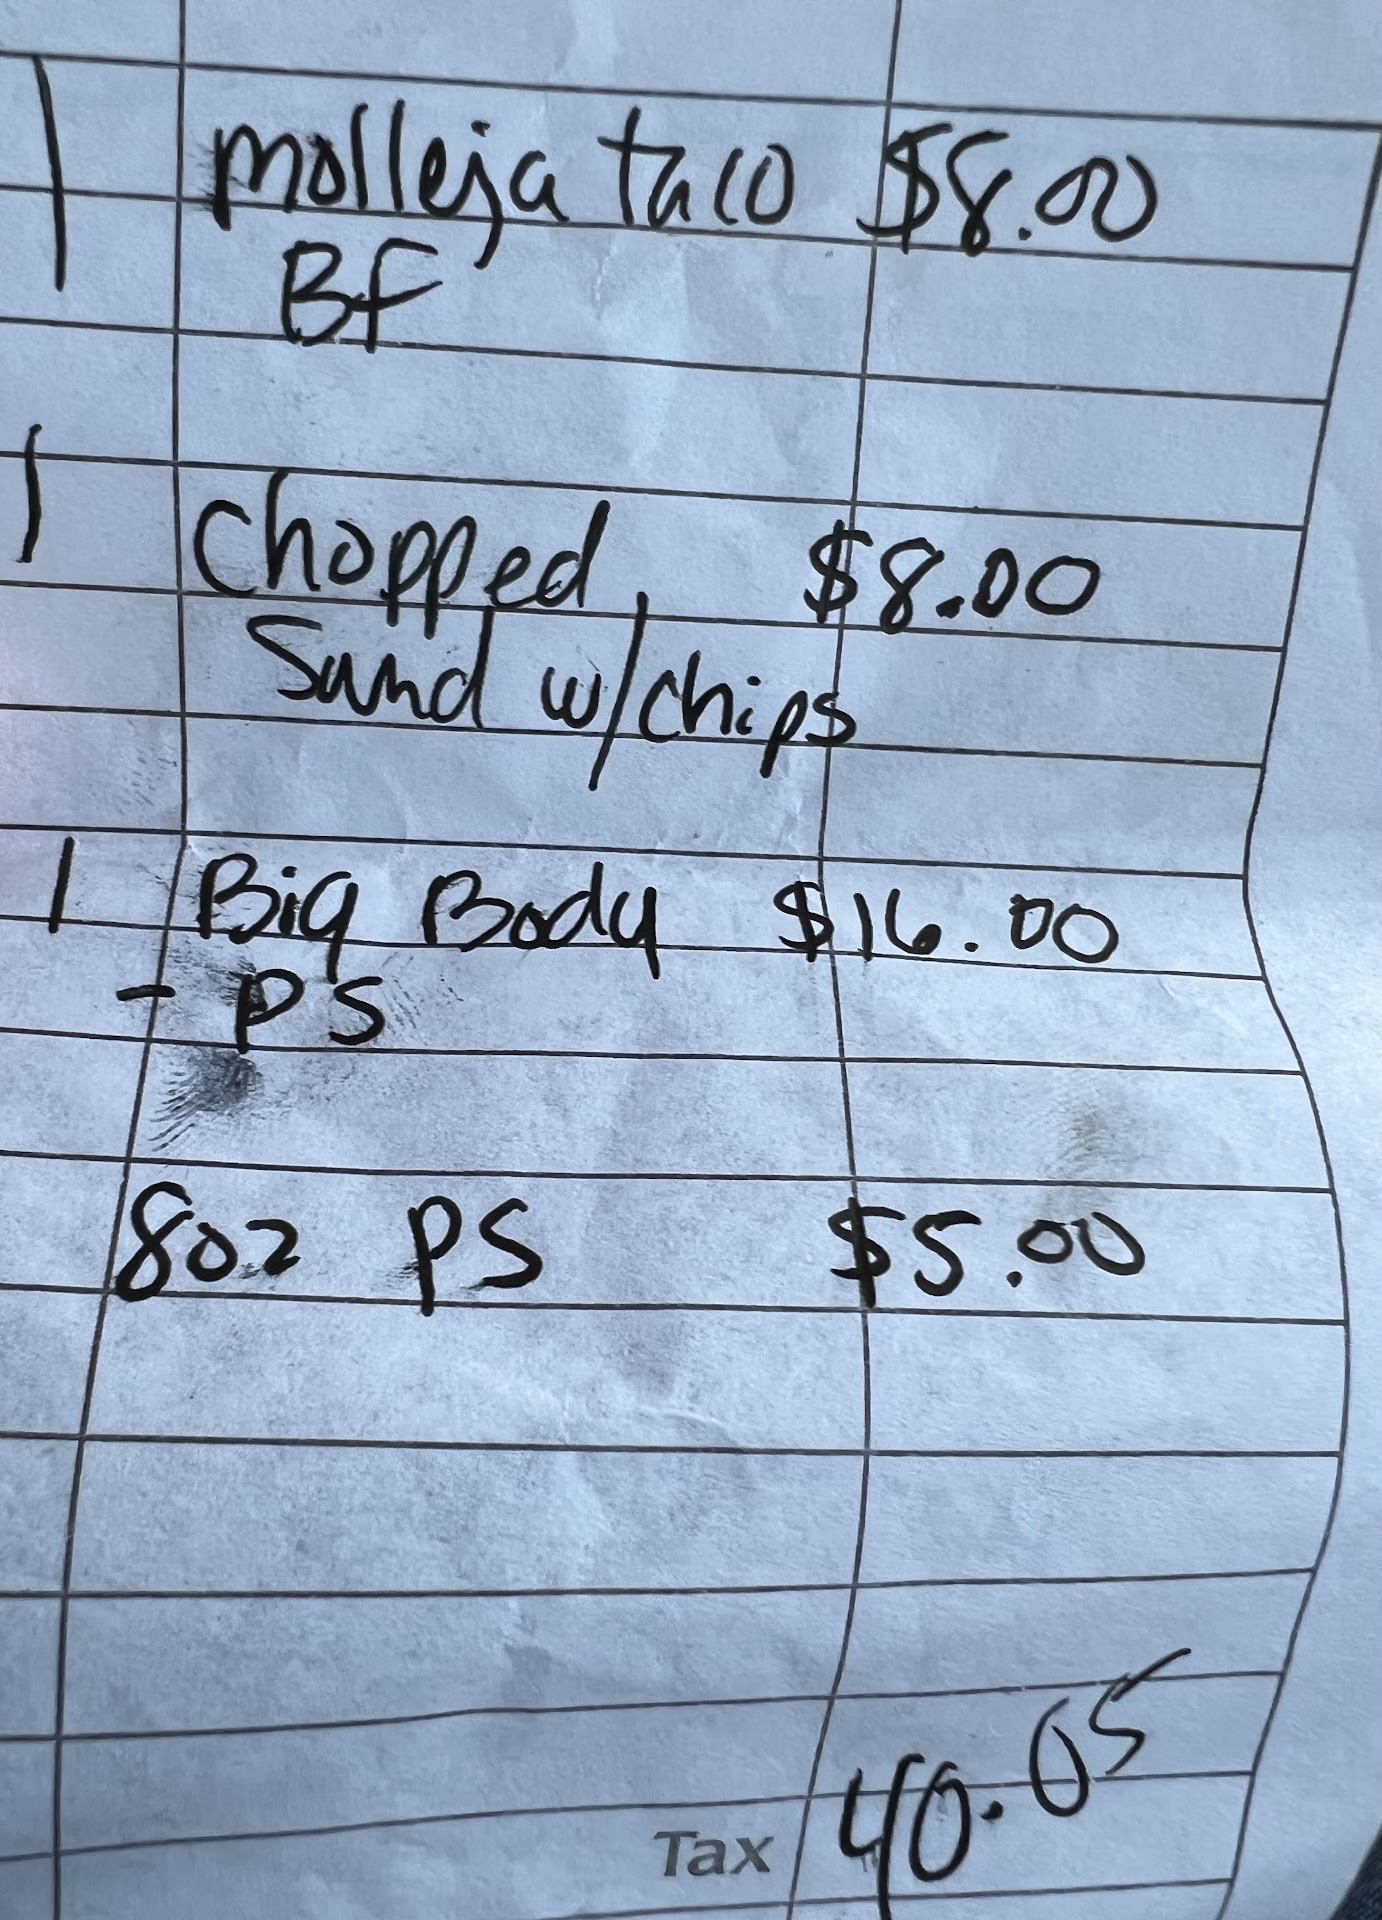 1 molleja taco $8.00
BF
1 Chopped $8.00
Sand w/chips
1 Big Body $16.00
- PS
8oz PS $5.00
40.05
Tax